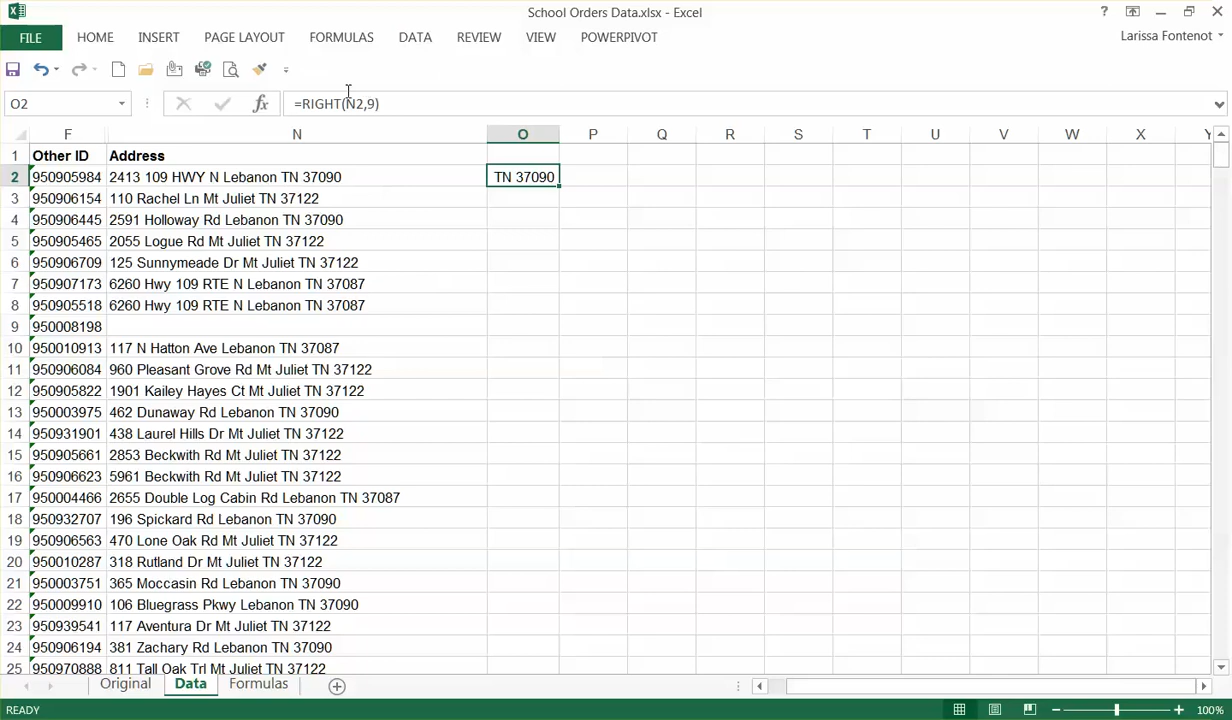 School Orders Data.xlsx - Excel
?
FILE HOME INSERT PAGE LAYOUT FORMULAS DATA REVIEW VIEW POWERPIVOT Larissa Fontenot
O2 fx =RIGHT(N2,9)
F N O P Q R S T U V W X Y
1 Other ID Address
2 950905984 2413 109 HWY N Lebanon TN 37090 TN 37090
3 950906154 110 Rachel Ln Mt Juliet TN 37122
4 950906445 2591 Holloway Rd Lebanon TN 37090
5 950905465 2055 Logue Rd Mt Juliet TN 37122
6 950906709 125 Sunnymeade Dr Mt Juliet TN 37122
7 950907173 6260 Hwy 109 RTE N Lebanon TN 37087
8 950905518 6260 Hwy 109 RTE N Lebanon TN 37087
9 950008198
10 950010913 117 N Hatton Ave Lebanon TN 37087
11 950906084 960 Pleasant Grove Rd Mt Juliet TN 37122
12 950905822 1901 Kailey Hayes Ct Mt Juliet TN 37122
13 950003975 462 Dunaway Rd Lebanon TN 37090
14 950931901 438 Laurel Hills Dr Mt Juliet TN 37122
15 950905661 2853 Beckwith Rd Mt Juliet TN 37122
16 950906623 5961 Beckwith Rd Mt Juliet TN 37122
17 950004466 2655 Double Log Cabin Rd Lebanon TN 37087
18 950932707 196 Spickard Rd Lebanon TN 37090
19 950906563 470 Lone Oak Rd Mt Juliet TN 37122
20 950010287 318 Rutland Dr Mt Juliet TN 37122
21 950003751 365 Moccasin Rd Lebanon TN 37090
22 950009910 106 Bluegrass Pkwy Lebanon TN 37090
23 950939541 117 Aventura Dr Mt Juliet TN 37122
24 950906194 381 Zachary Rd Lebanon TN 37090
25 950970888 811 Tall Oak Trl Mt Juliet TN 37122
Original Data Formulas
READY 100%